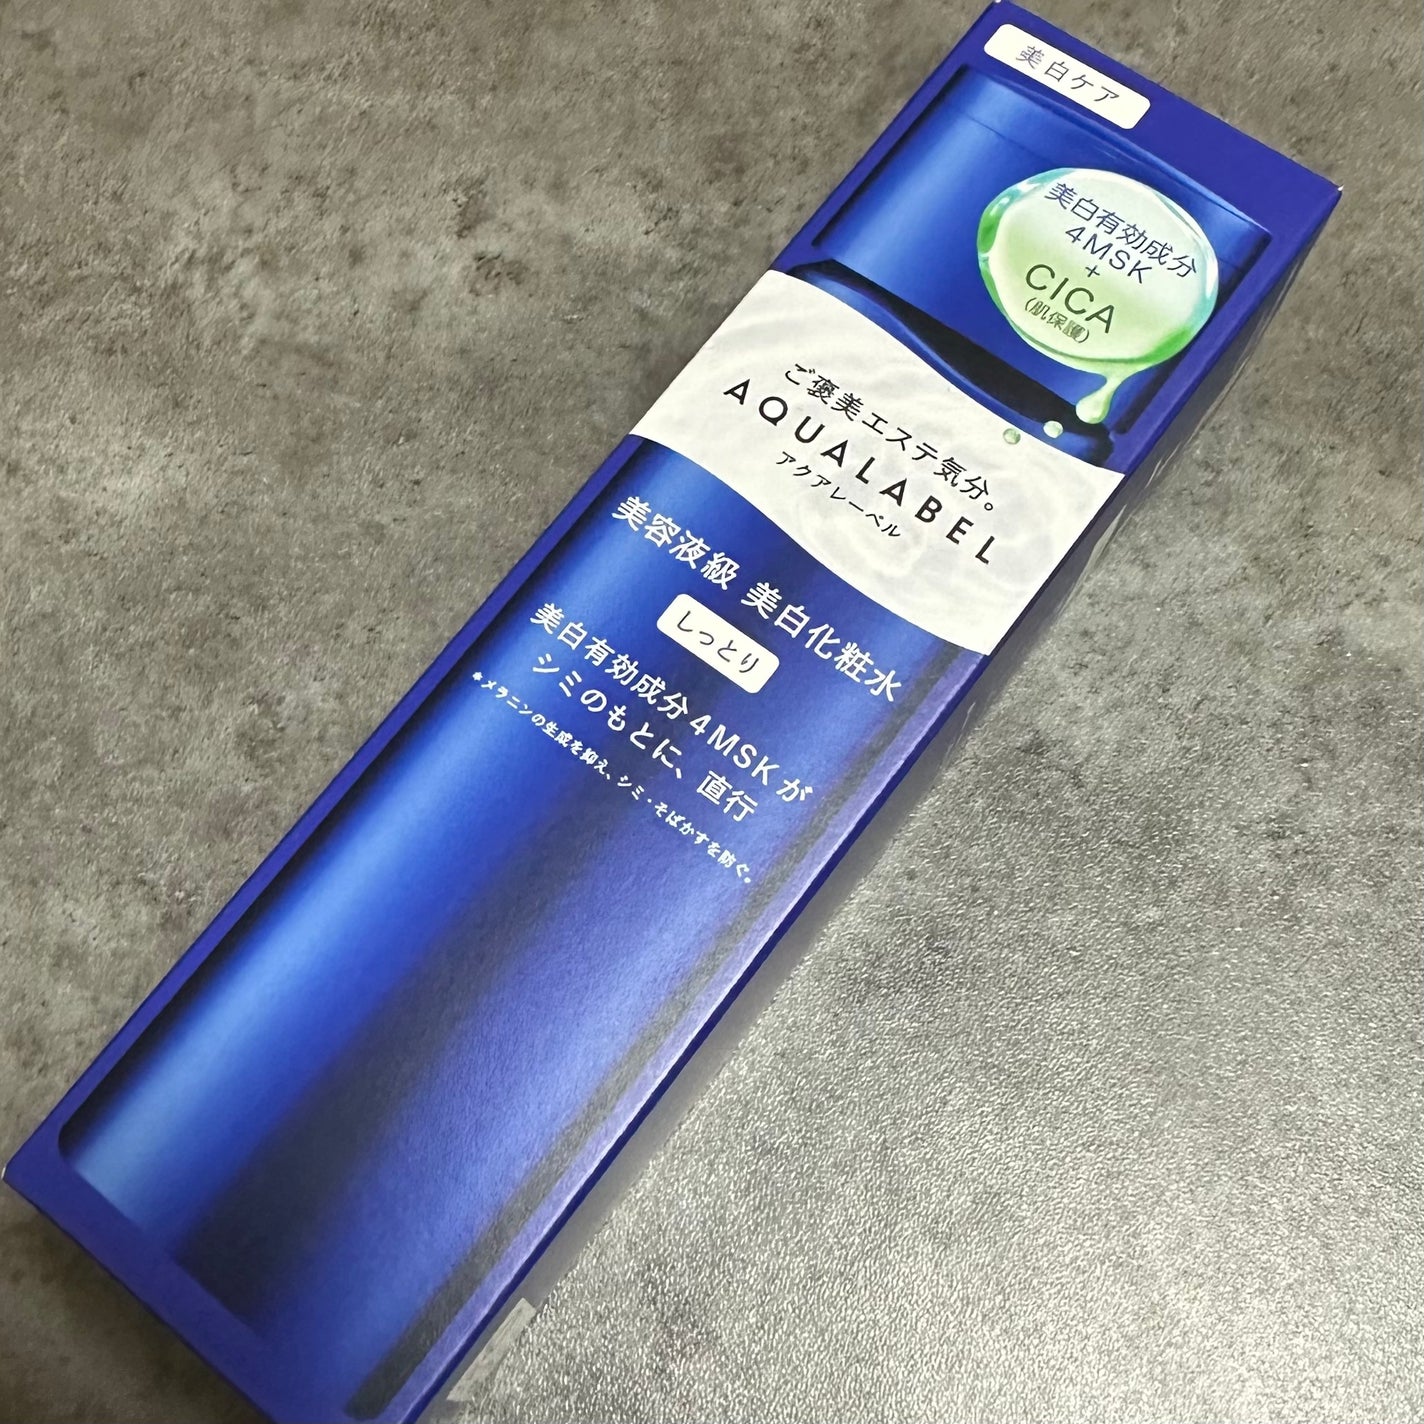 美白ケア
美白有効成分
4MSK
+
CICA
(肌保護)
ご褒美エステ気分。
AQUALABEL
アクアレーベル
美容液級 美白化粧水
しっとり
美白有効成分4MSKが
シミのもとに、直行
*メラニンの生成を抑え、シミ・そばかすを防ぐ。